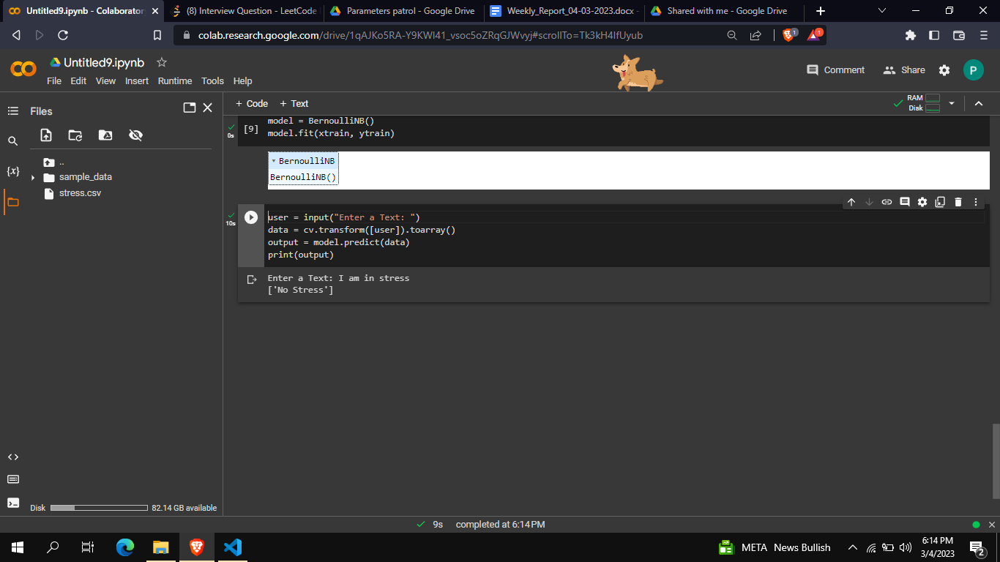 Untitled9.ipynb - Colaborator
(8) Interview Question - LeetCode
Parameters patrol - Google Drive
Weekly_Report_04-03-2023.docx -
Shared with me - Google Drive
colab.research.google.com/drive/1qAJKo5RA-Y9KWl41_vsoc5oZRqGJWvyj#scrollTo=Tk3kH4IfUyub
1
1
Untitled9.ipynb
File Edit View Insert Runtime Tools Help
Comment
Share
P
Files
+ Code + Text
RAM
Disk
..
sample_data
stress.csv
{x}
[9]
0s
model = BernoulliNB()
model.fit(xtrain, ytrain)
BernoulliNB
BernoulliNB()
10s
user = input("Enter a Text: ")
data = cv.transform([user]).toarray()
output = model.predict(data)
print(output)
Enter a Text: I am in stress
['No Stress']
Disk
82.14 GB available
9s completed at 6:14 PM
META News Bullish
6:14 PM
3/4/2023
2